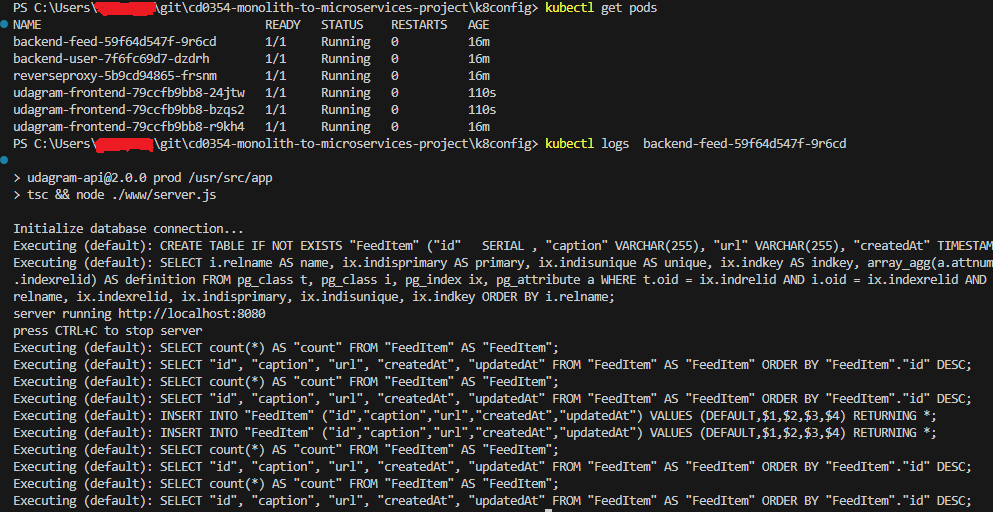 PS C:\Users\ \git\cd0354-monolith-to-microservices-project\k8config> kubectl get pods
NAME READY STATUS RESTARTS AGE
backend-feed-59f64d547f-9r6cd 1/1 Running 0 16m
backend-user-7f6fc69d7-dzdrh 1/1 Running 0 16m
reverseproxy-5b9cd94865-frsnm 1/1 Running 0 16m
udagram-frontend-79ccfb9bb8-24jtw 1/1 Running 0 110s
udagram-frontend-79ccfb9bb8-bzqs2 1/1 Running 0 110s
udagram-frontend-79ccfb9bb8-r9kh4 1/1 Running 0 16m
PS C:\Users\ \git\cd0354-monolith-to-microservices-project\k8config> kubectl logs  backend-feed-59f64d547f-9r6cd
> udagram-api@2.0.0 prod /usr/src/app
> tsc && node ./www/server.js
Initialize database connection...
Executing (default): CREATE TABLE IF NOT EXISTS "FeedItem" ("id"   SERIAL , "caption" VARCHAR(255), "url" VARCHAR(255), "createdAt" TIMESTAM
Executing (default): SELECT i.relname AS name, ix.indisprimary AS primary, ix.indisunique AS unique, ix.indkey AS indkey, array_agg(a.attnum
.indexrelid) AS definition FROM pg_class t, pg_class i, pg_index ix, pg_attribute a WHERE t.oid = ix.indrelid AND i.oid = ix.indexrelid AND
relname, ix.indexrelid, ix.indisprimary, ix.indisunique, ix.indkey ORDER BY i.relname;
server running http://localhost:8080
press CTRL+C to stop server
Executing (default): SELECT count(*) AS "count" FROM "FeedItem" AS "FeedItem";
Executing (default): SELECT "id", "caption", "url", "createdAt", "updatedAt" FROM "FeedItem" AS "FeedItem" ORDER BY "FeedItem"."id" DESC;
Executing (default): SELECT count(*) AS "count" FROM "FeedItem" AS "FeedItem";
Executing (default): SELECT "id", "caption", "url", "createdAt", "updatedAt" FROM "FeedItem" AS "FeedItem" ORDER BY "FeedItem"."id" DESC;
Executing (default): INSERT INTO "FeedItem" ("id","caption","url","createdAt","updatedAt") VALUES (DEFAULT,$1,$2,$3,$4) RETURNING *;
Executing (default): INSERT INTO "FeedItem" ("id","caption","url","createdAt","updatedAt") VALUES (DEFAULT,$1,$2,$3,$4) RETURNING *;
Executing (default): SELECT count(*) AS "count" FROM "FeedItem" AS "FeedItem";
Executing (default): SELECT "id", "caption", "url", "createdAt", "updatedAt" FROM "FeedItem" AS "FeedItem" ORDER BY "FeedItem"."id" DESC;
Executing (default): SELECT count(*) AS "count" FROM "FeedItem" AS "FeedItem";
Executing (default): SELECT "id", "caption", "url", "createdAt", "updatedAt" FROM "FeedItem" AS "FeedItem" ORDER BY "FeedItem"."id" DESC;